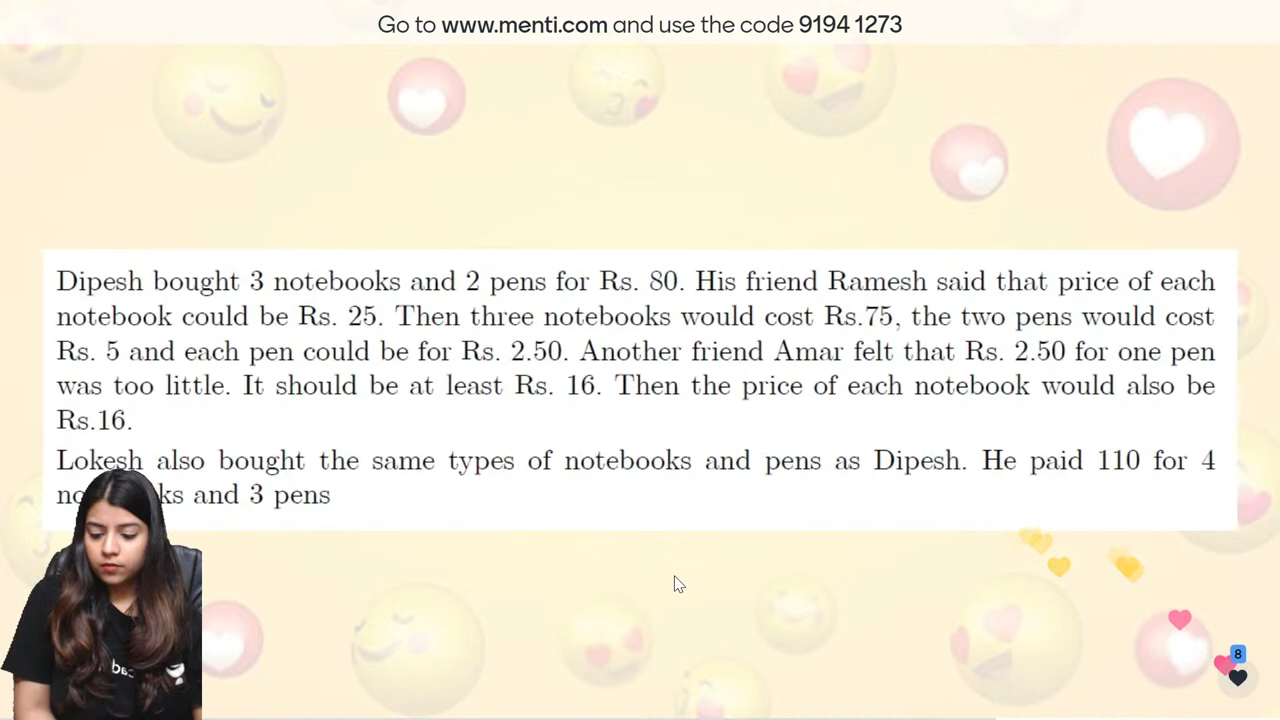 Go to www.menti.com and use the code 9194 1273
Dipesh bought 3 notebooks and 2 pens for Rs. 80. His friend Ramesh said that price of each
notebook could be Rs. 25. Then three notebooks would cost Rs.75, the two pens would cost
Rs. 5 and each pen could be for Rs. 2.50. Another friend Amar felt that Rs. 2.50 for one pen
was too little. It should be at least Rs. 16. Then the price of each notebook would also be
Rs.16.
Lokesh also bought the same types of notebooks and pens as Dipesh. He paid 110 for 4
and 3 pens
8